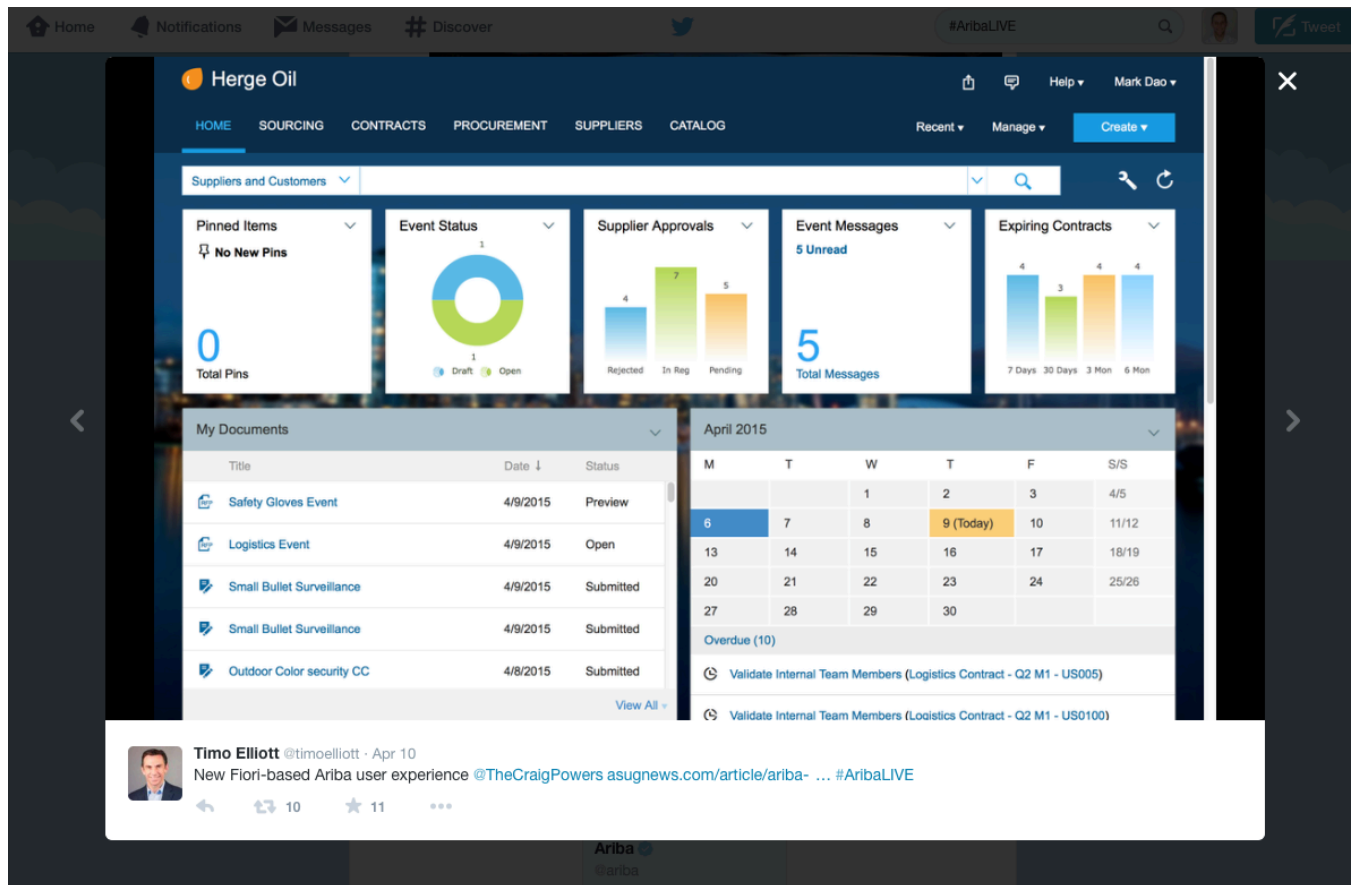 Home Notifications Messages Discover #AribaLIVE Tweet
Herge Oil
Help Mark Dao
HOME SOURCING CONTRACTS PROCUREMENT SUPPLIERS CATALOG
Recent Manage Create
Suppliers and Customers
Pinned Items
No New Pins
0
Total Pins
Event Status
1
1
Draft Open
Supplier Approvals
4 7 5
Rejected In Reg Pending
Event Messages
5 Unread
5
Total Messages
Expiring Contracts
4 3 4 4
7 Days 30 Days 3 Mon 6 Mon
My Documents
Title Date ↓ Status
Safety Gloves Event 4/9/2015 Preview
Logistics Event 4/9/2015 Open
Small Bullet Surveillance 4/9/2015 Submitted
Small Bullet Surveillance 4/9/2015 Submitted
Outdoor Color security CC 4/8/2015 Submitted
View All
April 2015
M T W T F S/S
1 2 3 4/5
6 7 8 9 (Today) 10 11/12
13 14 15 16 17 18/19
20 21 22 23 24 25/26
27 28 29 30
Overdue (10)
Validate Internal Team Members (Logistics Contract - Q2 M1 - US005)
Validate Internal Team Members (Logistics Contract - Q2 M1 - US0100)
Timo Elliott @timoelliott · Apr 10
New Fiori-based Ariba user experience @TheCraigPowers asugnews.com/article/ariba- … #AribaLIVE
10 11
Ariba
@ariba